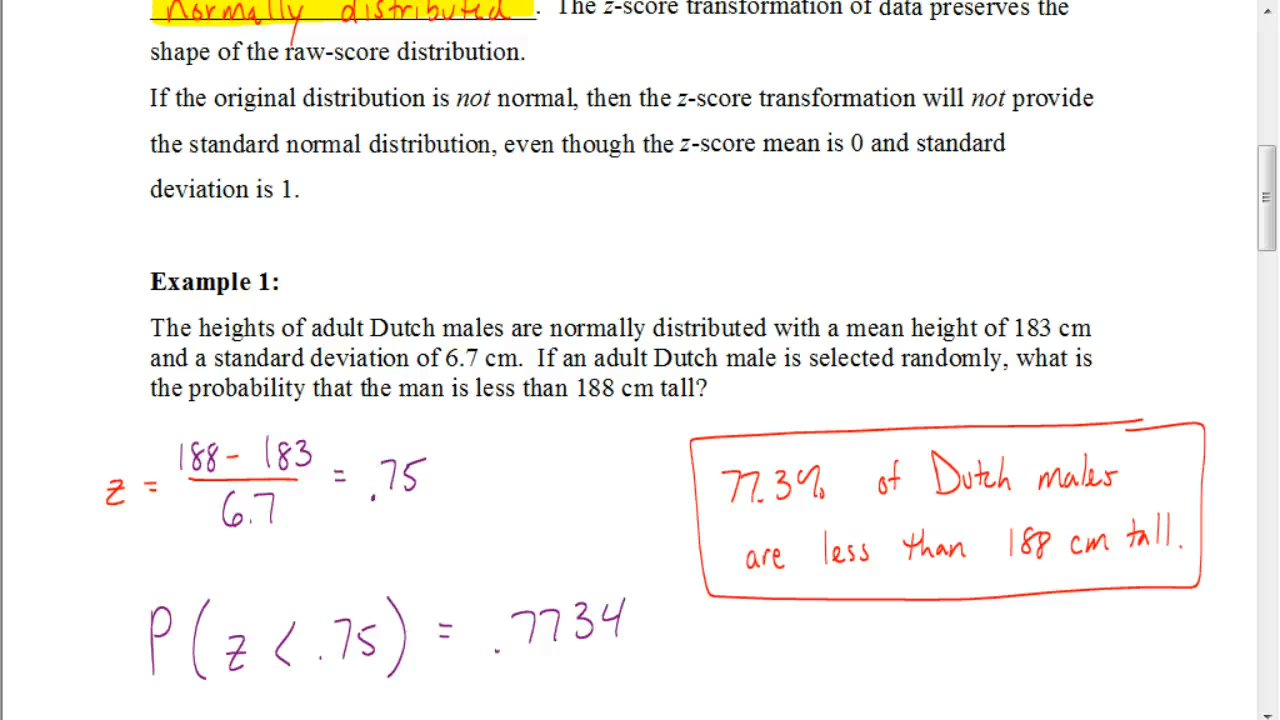 normally distributed. The z-score transformation of data preserves the
shape of the raw-score distribution.
If the original distribution is not normal, then the z-score transformation will not provide
the standard normal distribution, even though the z-score mean is 0 and standard
deviation is 1.
Example 1:
The heights of adult Dutch males are normally distributed with a mean height of 183 cm
and a standard deviation of 6.7 cm. If an adult Dutch male is selected randomly, what is
the probability that the man is less than 188 cm tall?
188 - 183
z = = .75
6.7
77.3% of Dutch males
are less than 188 cm tall.
P(z < .75) = .7734